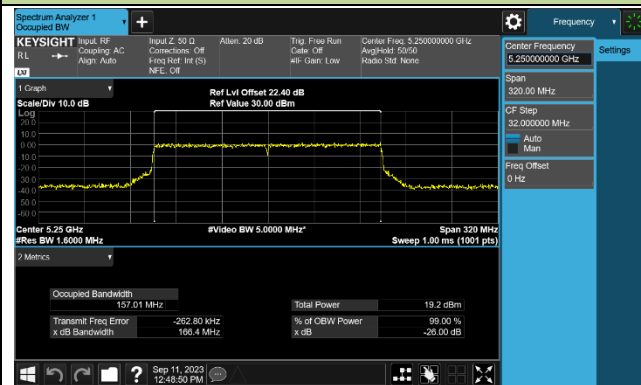 Spectrum Analyzer 1
Occupied BW
Frequency
KEYSIGHT Input: RF Input Z: 50 Ω Atten: 20 dB Trig: Free Run Center Freq: 5.250000000 GHz
RL Coupling: AC Corrections: Off Gate: Off Avg|Hold: 50/50
Align: Auto Freq Ref: Int (S) #IF Gain: Low Radio Std: None
LXI NFE: Off
Center Frequency
5.250000000 GHz
Settings
Span
320.00 MHz
CF Step
32.000000 MHz
Auto
Man
Freq Offset
0 Hz
1 Graph
Ref Lvl Offset 22.40 dB
Scale/Div 10.0 dB Ref Value 30.00 dBm
Log
20.0
10.0
0.00
-10.0
-20.0
-30.0
-40.0
-50.0
-60.0
Center 5.25 GHz #Video BW 5.0000 MHz* Span 320 MHz
#Res BW 1.6000 MHz Sweep 1.00 ms (1001 pts)
2 Metrics
Occupied Bandwidth
157.01 MHz Total Power 19.2 dBm
Transmit Freq Error -262.80 kHz % of OBW Power 99.00 %
x dB Bandwidth 166.4 MHz x dB -26.00 dB
Sep 11, 2023
12:48:50 PM